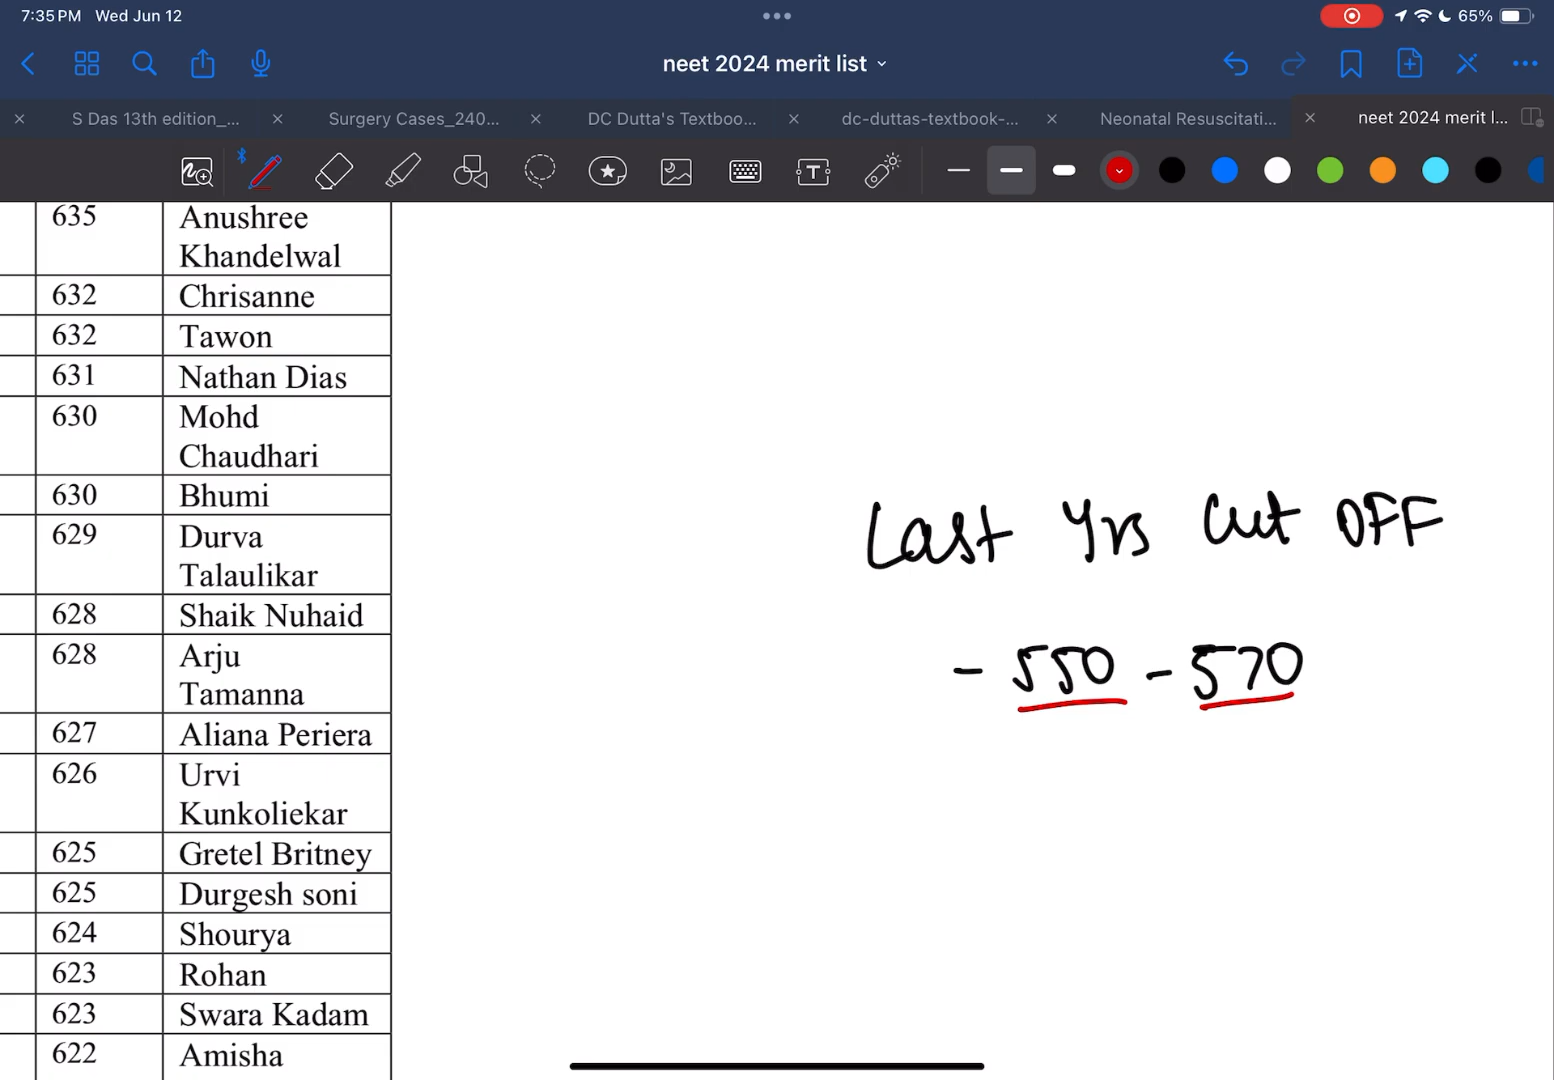 7:35 PM Wed Jun 12
65%
neet 2024 merit list
S Das 13th edition_...
Surgery Cases_240...
DC Dutta's Textboo...
dc-duttas-textbook-...
Neonatal Resuscitati...
neet 2024 merit l...
635 Anushree
Khandelwal
632 Chrisanne
632 Tawon
631 Nathan Dias
630 Mohd
Chaudhari
630 Bhumi
629 Durva
Talaulikar
628 Shaik Nuhaid
628 Arju
Tamanna
627 Aliana Periera
626 Urvi
Kunkoliekar
625 Gretel Britney
625 Durgesh soni
624 Shourya
623 Rohan
623 Swara Kadam
622 Amisha
Last Yrs Cut OFF
- 550 - 570